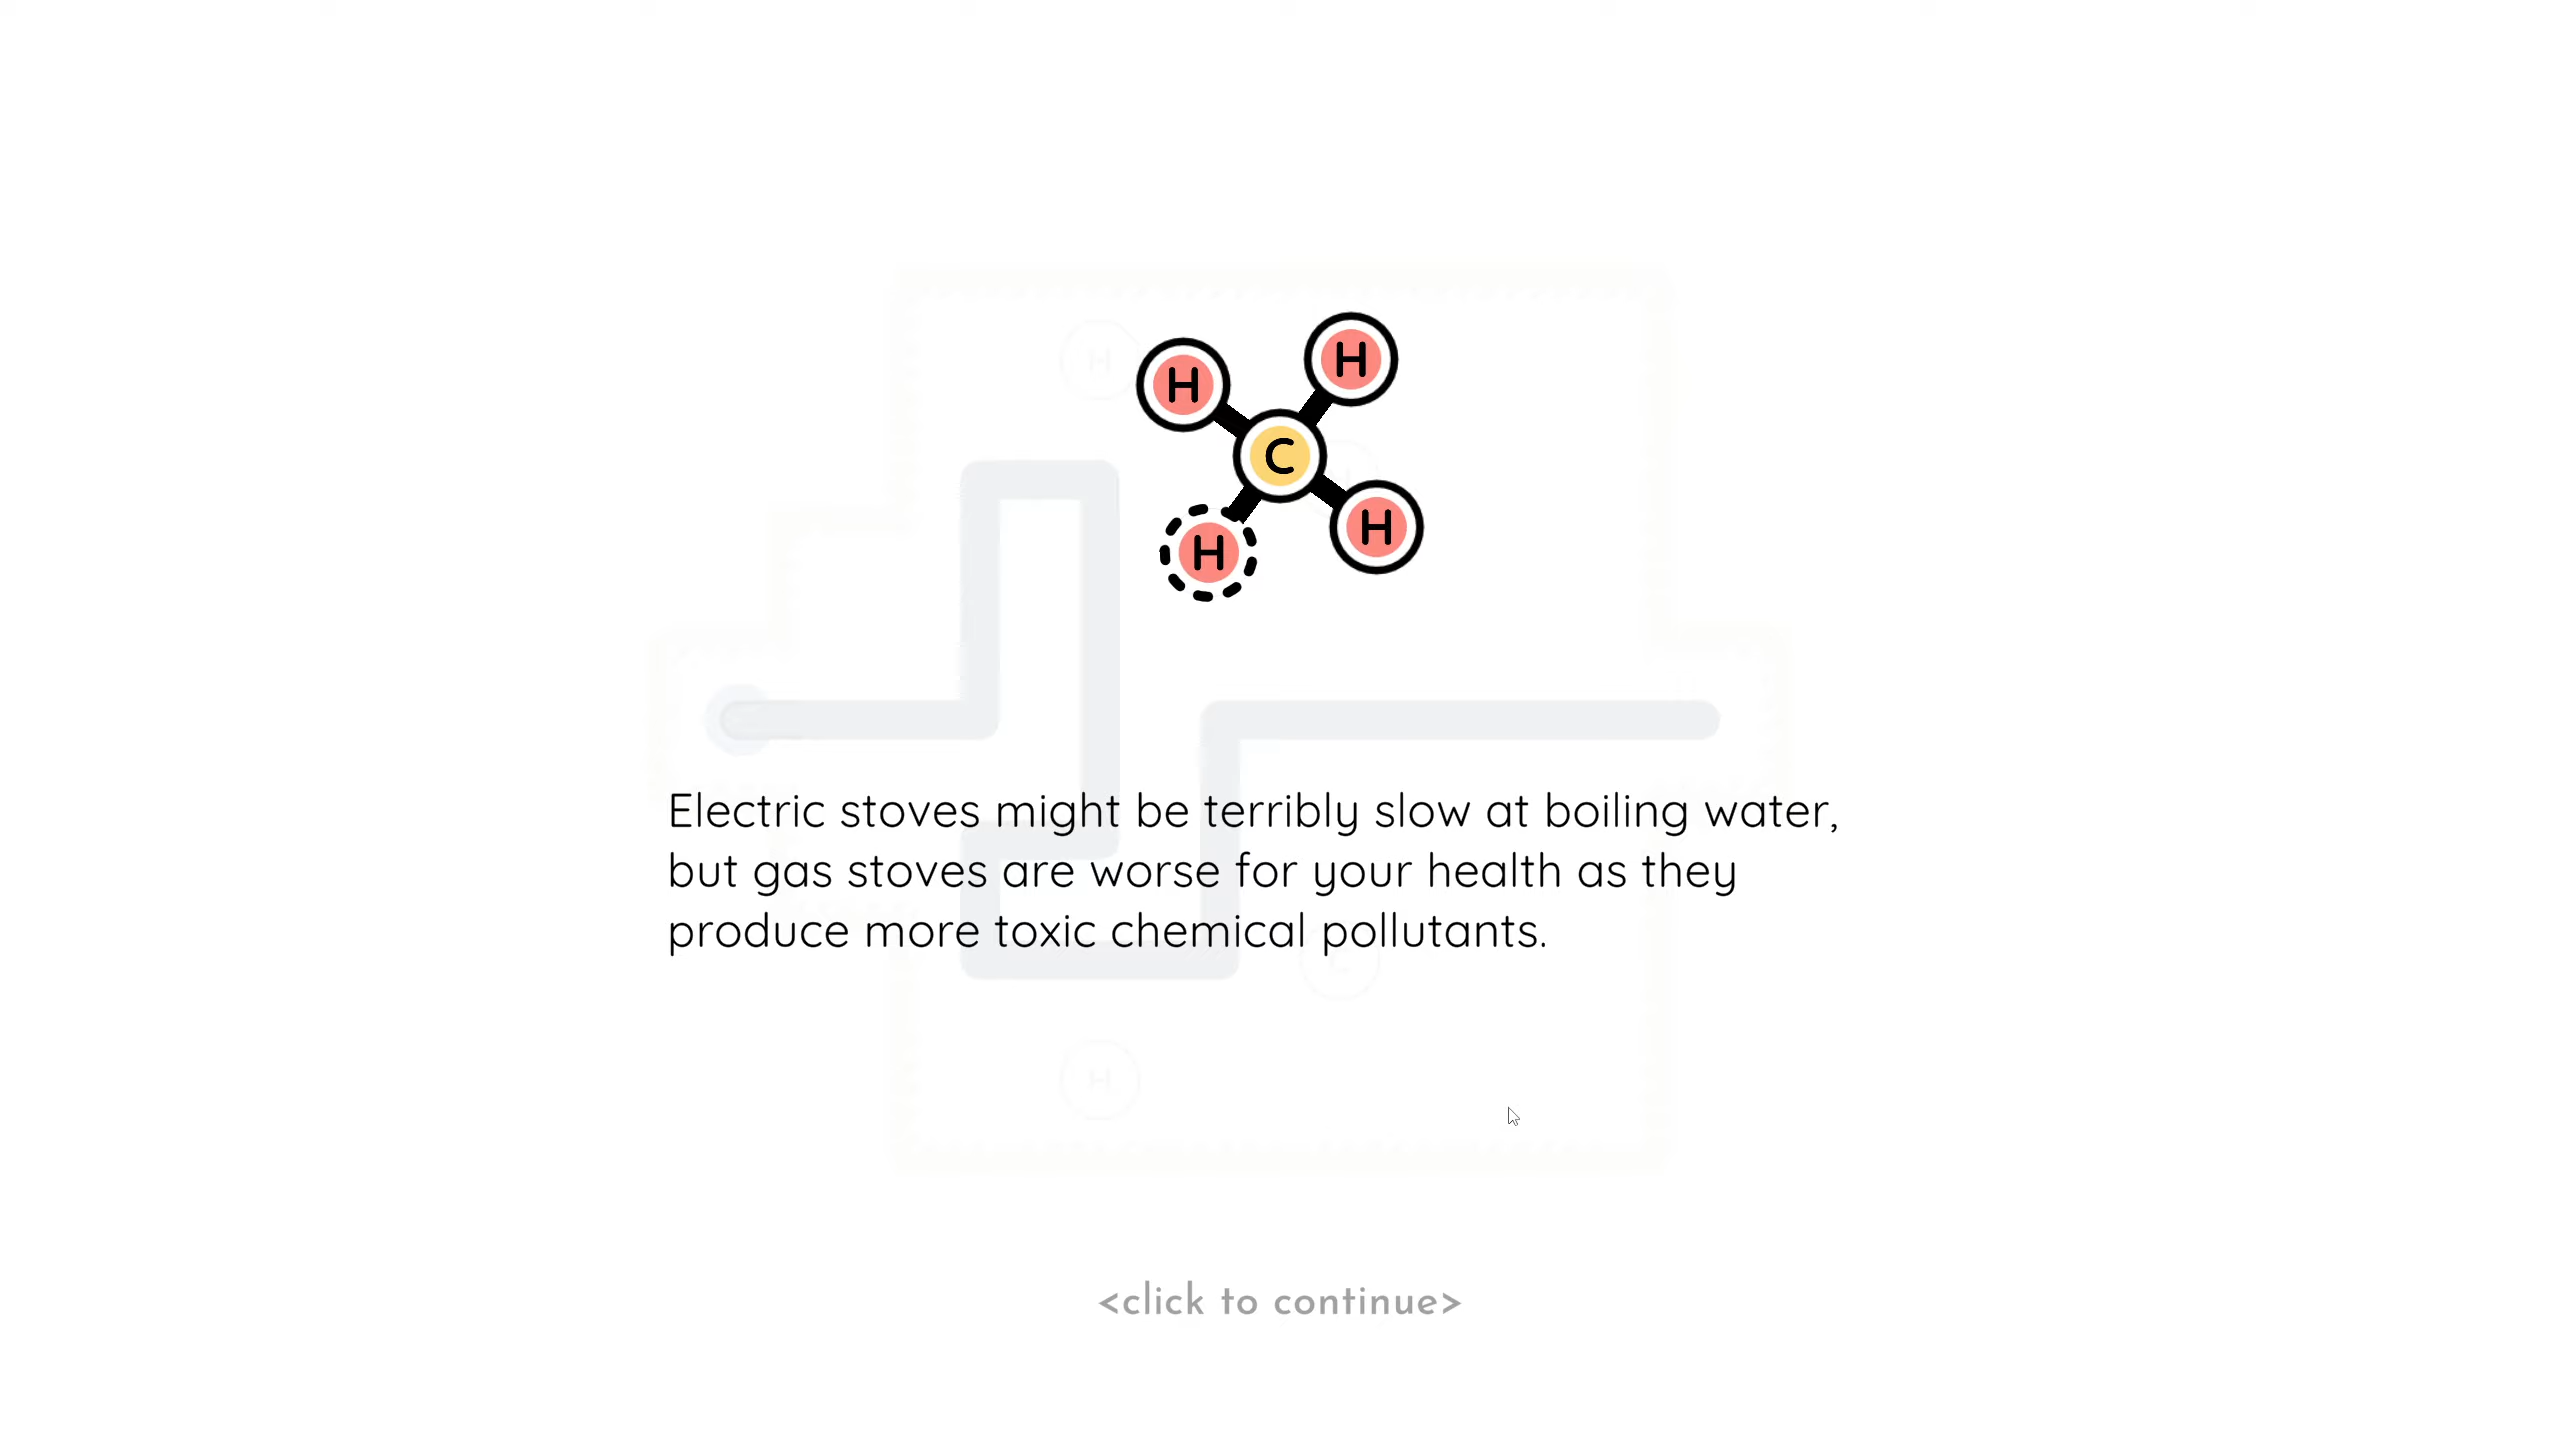 H
H
C
H
H
H
H
Electric stoves might be terribly slow at boiling water,
but gas stoves are worse for your health as they
produce more toxic chemical pollutants.
H
<click to continue>